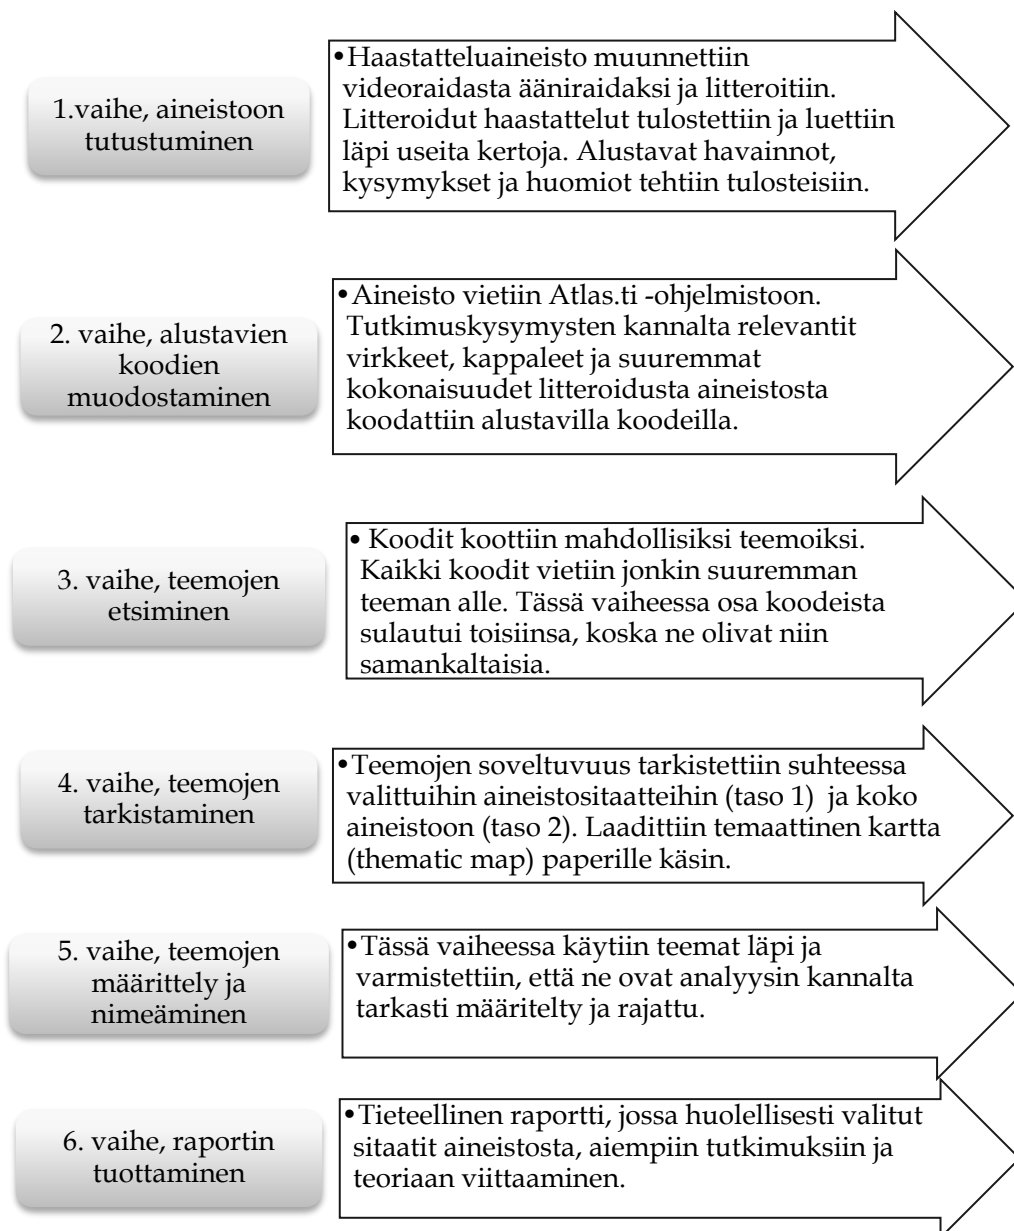 1.vaihe, aineistoon
tutustuminen
•Haastatteluaineisto muunnettiin
videoraidasta ääniraidaksi ja litteroitiin.
Litteroidut haastattelut tulostettiin ja luettiin
läpi useita kertoja. Alustavat havainnot,
kysymykset ja huomiot tehtiin tulosteisiin.
2. vaihe, alustavien
koodien
muodostaminen
•Aineisto vietiin Atlas.ti -ohjelmistoon.
Tutkimuskysymysten kannalta relevantit
virkkeet, kappaleet ja suuremmat
kokonaisuudet litteroidusta aineistosta
koodattiin alustavilla koodeilla.
3. vaihe, teemojen
etsiminen
• Koodit koottiin mahdollisiksi teemoiksi.
Kaikki koodit vietiin jonkin suuremman
teeman alle. Tässä vaiheessa osa koodeista
sulautui toisiinsa, koska ne olivat niin
samankaltaisia.
4. vaihe, teemojen
tarkistaminen
•Teemojen soveltuvuus tarkistettiin suhteessa
valittuihin aineistositaatteihin (taso 1) ja koko
aineistoon (taso 2). Laadittiin temaattinen kartta
(thematic map) paperille käsin.
5. vaihe, teemojen
määrittely ja
nimeäminen
•Tässä vaiheessa käytiin teemat läpi ja
varmistettiin, että ne ovat analyysin kannalta
tarkasti määritelty ja rajattu.
6. vaihe, raportin
tuottaminen
•Tieteellinen raportti, jossa huolellisesti valitut
sitaatit aineistosta, aiempiin tutkimuksiin ja
teoriaan viittaaminen.